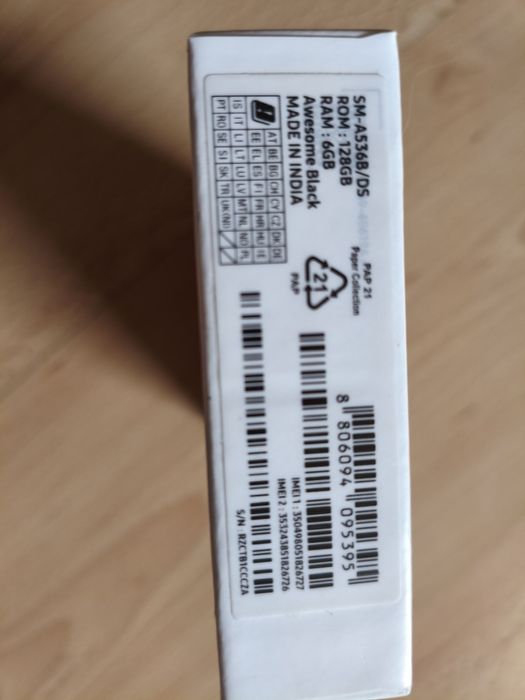 SM-A536B/DS
ROM : 128GB
RAM : 6GB
Awesome Black
MADE IN INDIA
AT BE BG CH CY CZ DK DE
EE EL ES FI FR HR HU IE
IS IT LI LT LU LV MT NL NO PL
PT RO SE SI SK TR UK(NI)
PAP 21
Paper Collection
21
PAP
8 806094 095395
IMEI 1 : 350498051826727
IMEI 2 : 353243851826726
S/N : RZCTB1CCCZA